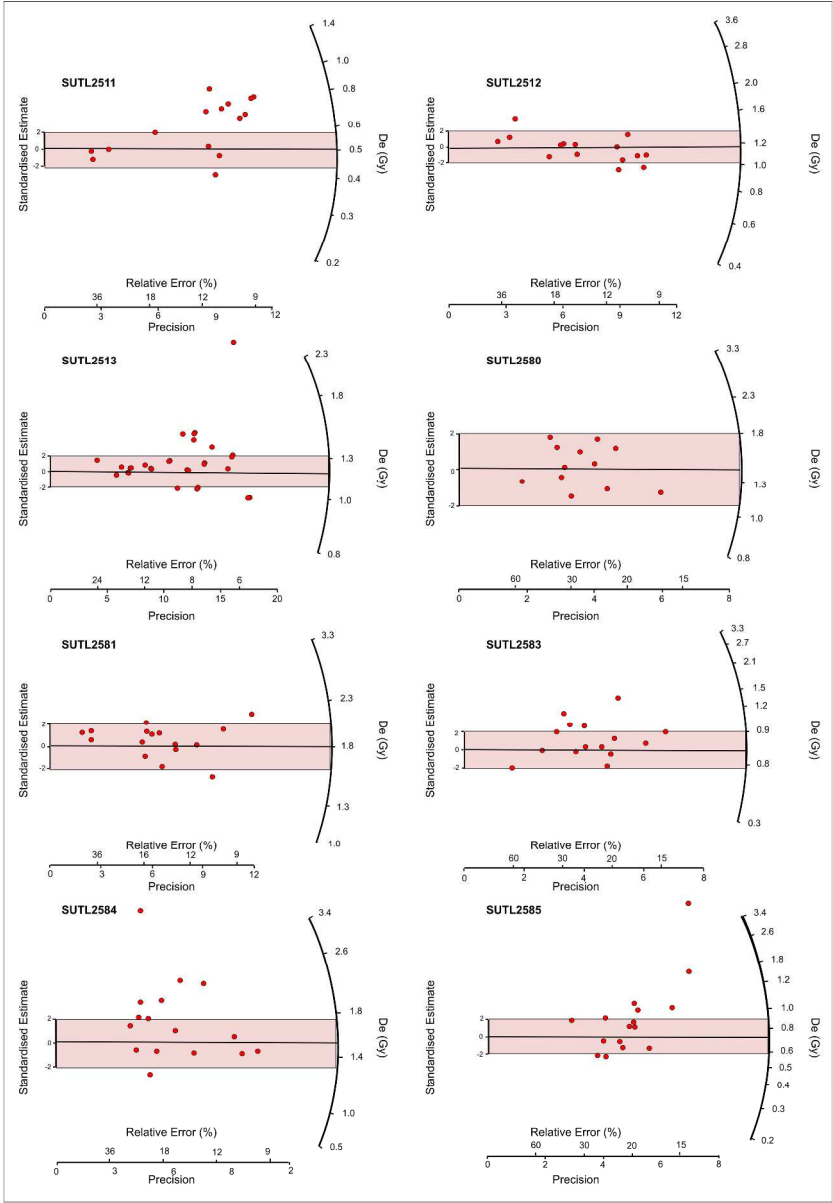 SUTL2511
Standardised Estimate
2
0
-2
1.4
1.0
0.8
0.6
0.5
0.4
0.3
0.2
De (Gy)
Relative Error (%)
36 18 12 9
0 3 6 9 12
Precision
SUTL2512
Standardised Estimate
2
0
-2
3.6
2.8
2.0
1.6
1.2
1.0
0.8
0.6
0.4
De (Gy)
Relative Error (%)
36 18 12 9
0 3 6 9 12
Precision
SUTL2513
Standardised Estimate
2
0
-2
2.3
1.8
1.3
1.0
0.8
De (Gy)
Relative Error (%)
24 12 8 6
0 5 10 15 20
Precision
SUTL2580
Standardised Estimate
2
0
-2
3.3
2.3
1.8
1.3
1.0
0.8
De (Gy)
Relative Error (%)
60 30 20 15
0 2 4 6 8
Precision
SUTL2581
Standardised Estimate
2
0
-2
3.3
2.3
1.8
1.3
1.0
De (Gy)
Relative Error (%)
36 16 12 9
0 3 6 9 12
Precision
SUTL2583
Standardised Estimate
2
0
-2
3.3
2.7
2.1
1.5
1.2
0.9
0.8
0.3
De (Gy)
Relative Error (%)
60 30 20 15
0 2 4 6 8
Precision
SUTL2584
Standardised Estimate
2
0
-2
3.4
2.6
1.8
1.4
1.0
0.5
De (Gy)
Relative Error (%)
36 18 12 9
0 3 6 8 2
Precision
SUTL2585
Standardised Estimate
2
0
-2
3.4
2.6
1.8
1.2
1.0
0.8
0.6
0.5
0.4
0.3
0.2
De (Gy)
Relative Error (%)
60 30 20 15
0 2 4 6 8
Precision